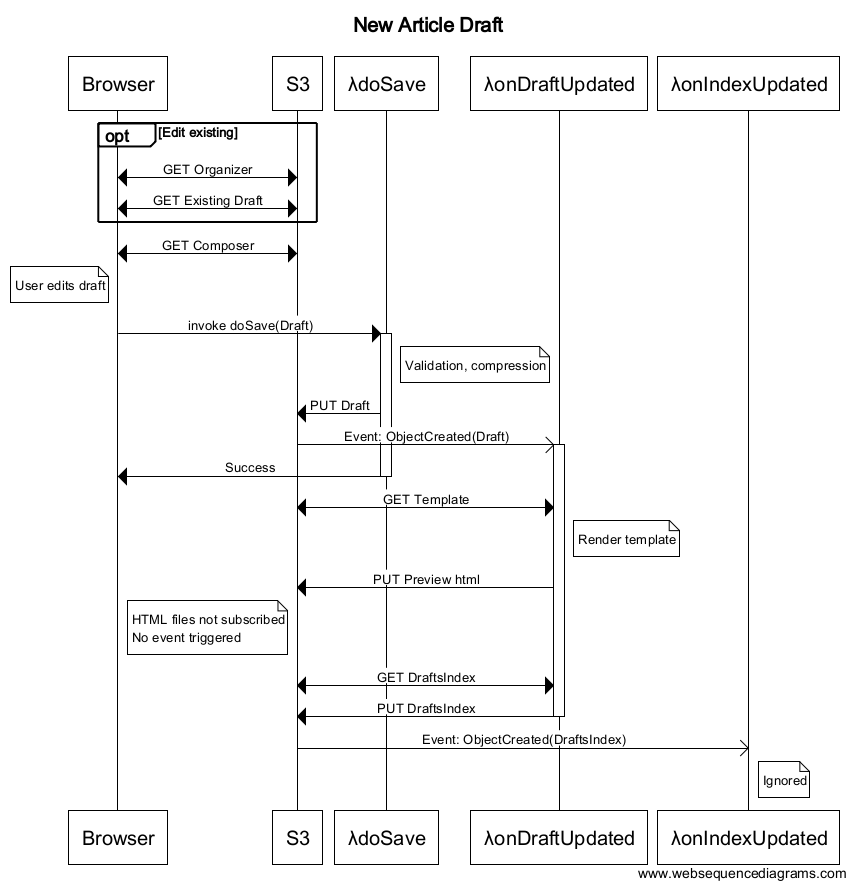 New Article Draft
Browser
S3
λdoSave
λonDraftUpdated
λonIndexUpdated
opt
[Edit existing]
GET Organizer
GET Existing Draft
GET Composer
User edits draft
invoke doSave(Draft)
Validation, compression
PUT Draft
Event: ObjectCreated(Draft)
Success
GET Template
Render template
PUT Preview html
HTML files not subscribed
No event triggered
GET DraftsIndex
PUT DraftsIndex
Event: ObjectCreated(DraftsIndex)
Ignored
Browser
S3
λdoSave
λonDraftUpdated
λonIndexUpdated
www.websequencediagrams.com